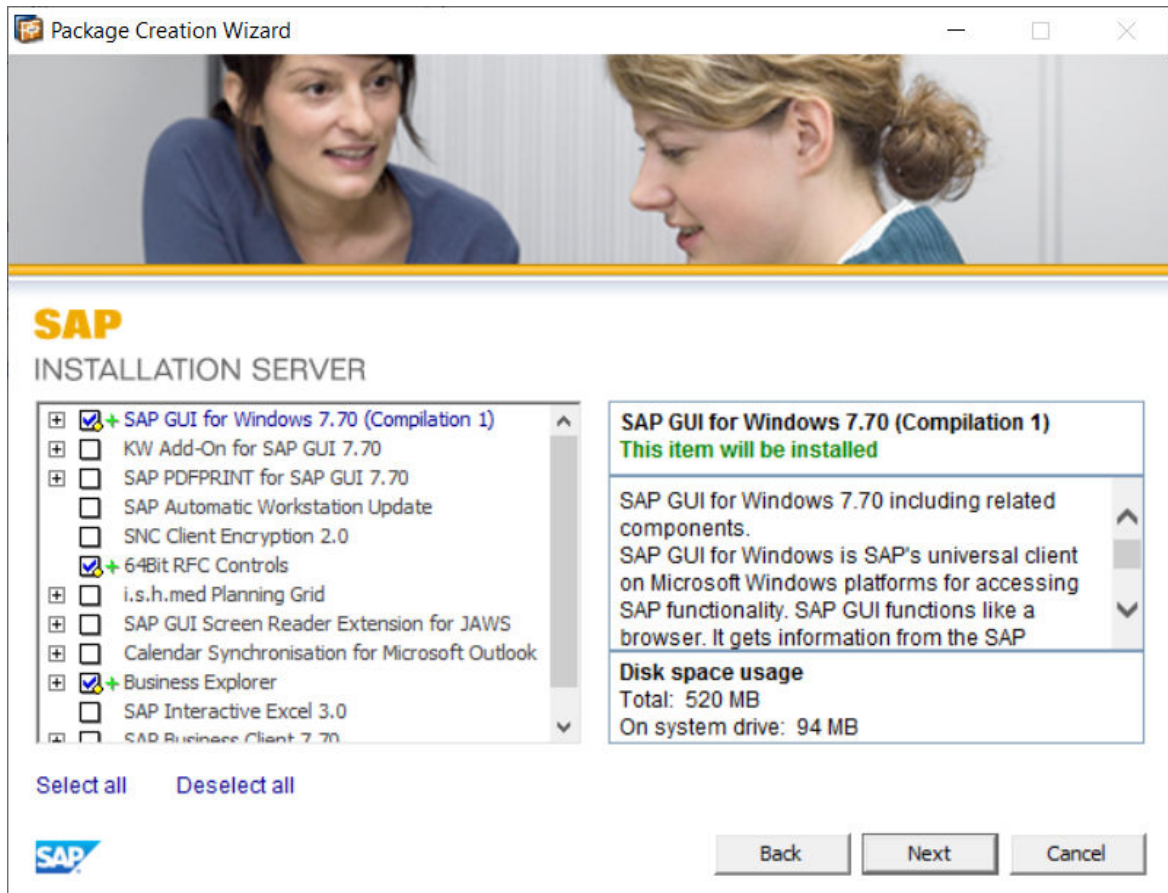 Package Creation Wizard
SAP
INSTALLATION SERVER
SAP GUI for Windows 7.70 (Compilation 1)
KW Add-On for SAP GUI 7.70
SAP PDFPRINT for SAP GUI 7.70
SAP Automatic Workstation Update
SNC Client Encryption 2.0
64Bit RFC Controls
i.s.h.med Planning Grid
SAP GUI Screen Reader Extension for JAWS
Calendar Synchronisation for Microsoft Outlook
Business Explorer
SAP Interactive Excel 3.0
SAP Business Client 7.70
SAP GUI for Windows 7.70 (Compilation 1)
This item will be installed
SAP GUI for Windows 7.70 including related
components.
SAP GUI for Windows is SAP's universal client
on Microsoft Windows platforms for accessing
SAP functionality. SAP GUI functions like a
browser. It gets information from the SAP
Disk space usage
Total: 520 MB
On system drive: 94 MB
Select all Deselect all
SAP
Back Next Cancel